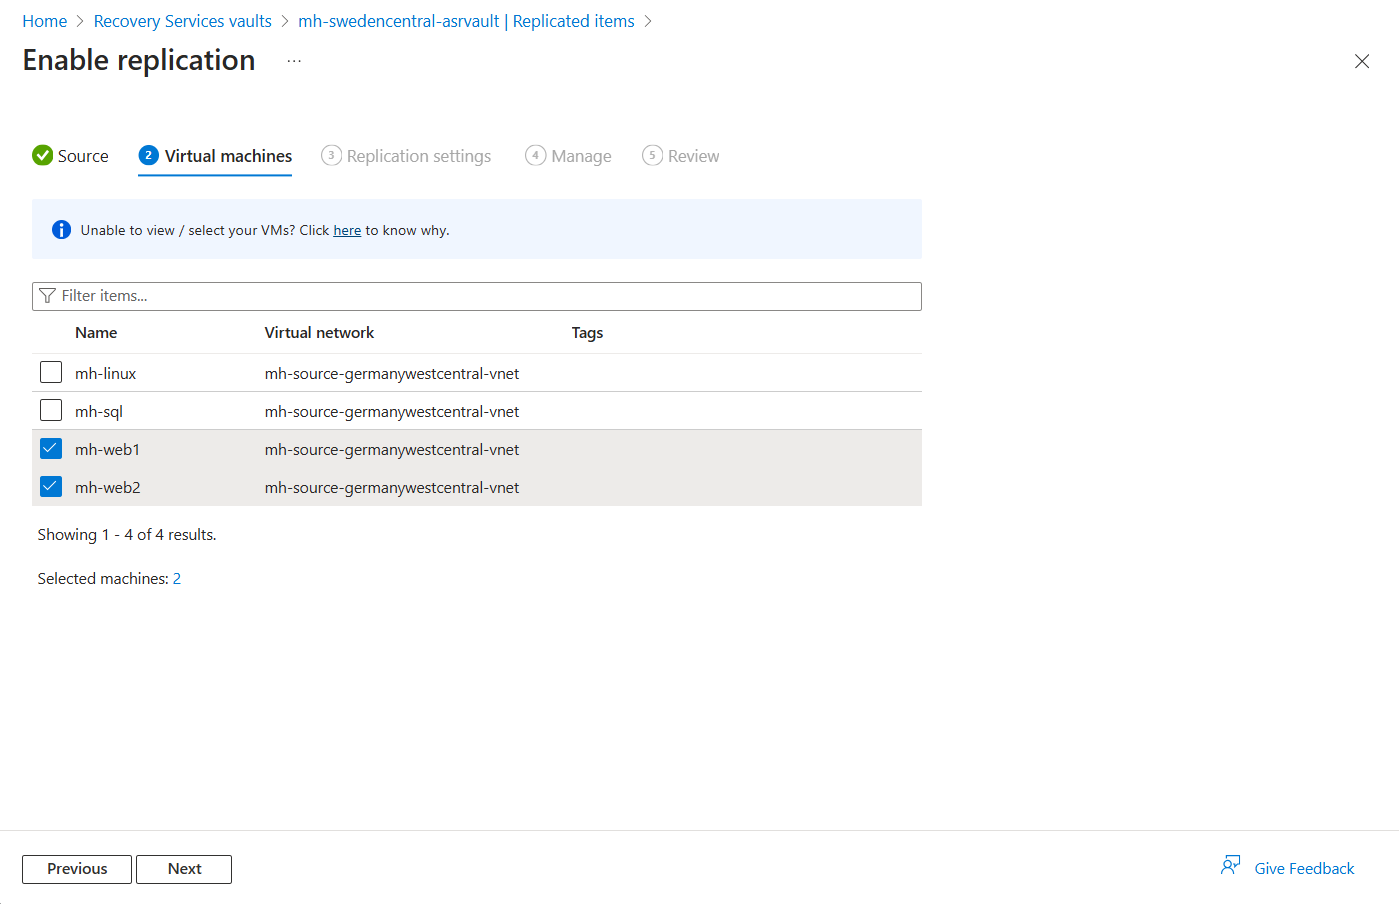 Home > Recovery Services vaults > mh-swedencentral-asrvault | Replicated items >
Enable replication ...
Source 2 Virtual machines 3 Replication settings 4 Manage 5 Review
Unable to view / select your VMs? Click here to know why.
Filter items...
Name Virtual network Tags
mh-linux mh-source-germanywestcentral-vnet
mh-sql mh-source-germanywestcentral-vnet
mh-web1 mh-source-germanywestcentral-vnet
mh-web2 mh-source-germanywestcentral-vnet
Showing 1 - 4 of 4 results.
Selected machines: 2
Previous Next Give Feedback